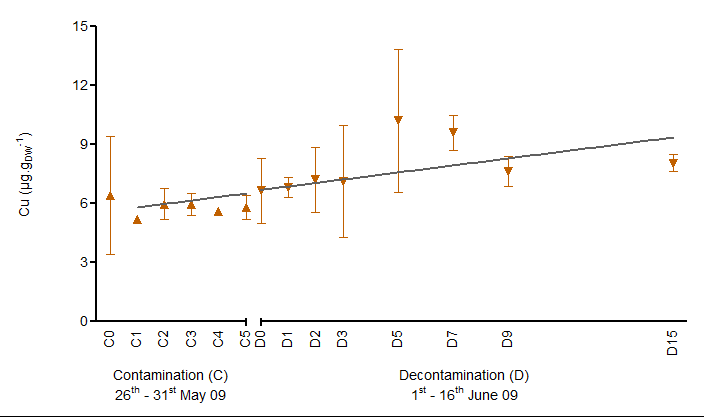 15
12
9
6
3
0
Cu (µg.gDW-1)
C0 C1 C2 C3 C4 C5 D0 D1 D2 D3 D5 D7 D9 D15
Contamination (C) Decontamination (D)
26th - 31st May 09 1st - 16th June 09